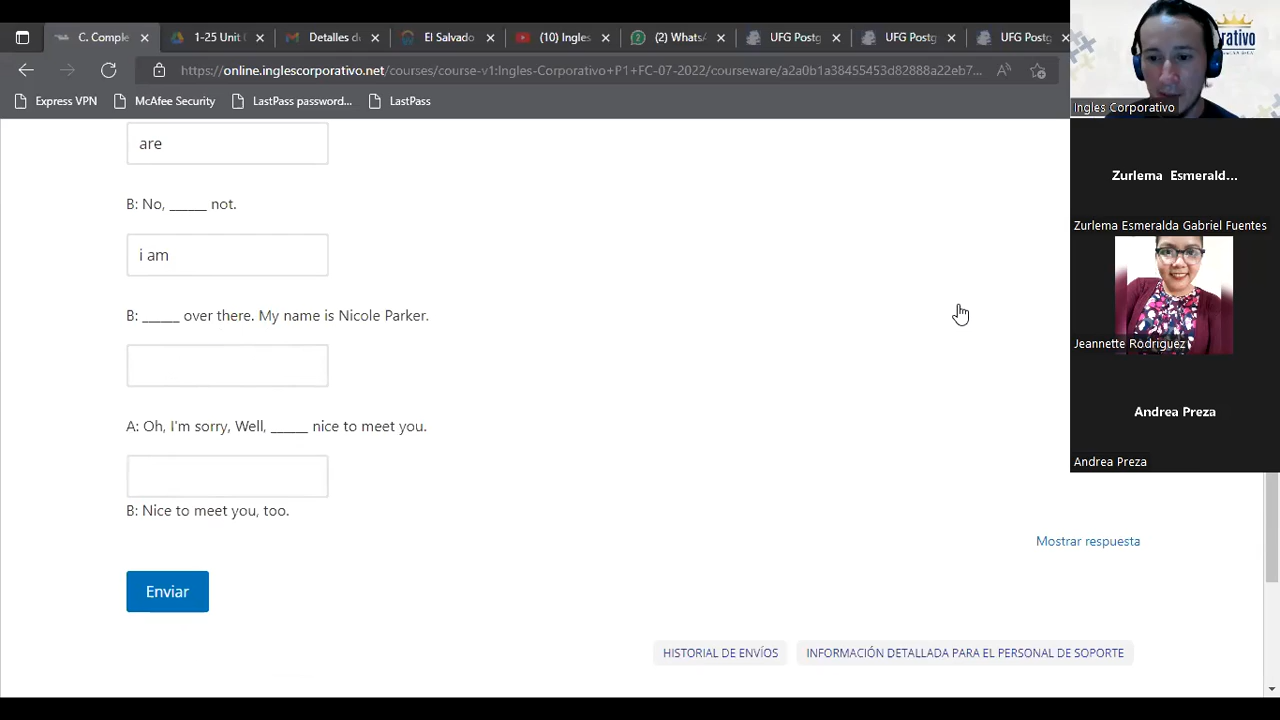 C. Comple
1-25 Unit
Detalles d
El Salvado
(10) Ingles
(2) WhatsA
UFG Postg
UFG Postg
UFG Postg
https://online.inglescorporativo.net/courses/course-v1:Ingles-Corporativo+P1+FC-07-2022/courseware/a2a0b1a38455453d82888a22eb7...
Express VPN
McAfee Security
LastPass password...
LastPass
are
B: No, ______ not.
i am
B: ______ over there. My name is Nicole Parker.
A: Oh, I'm sorry, Well, ______ nice to meet you.
B: Nice to meet you, too.
Mostrar respuesta
Enviar
HISTORIAL DE ENVÍOS
INFORMACIÓN DETALLADA PARA EL PERSONAL DE SOPORTE
Ingles Corporativo
Zurlema Esmerald...
Zurlema Esmeralda Gabriel Fuentes
Jeannette Rodriguez
Andrea Preza
Andrea Preza